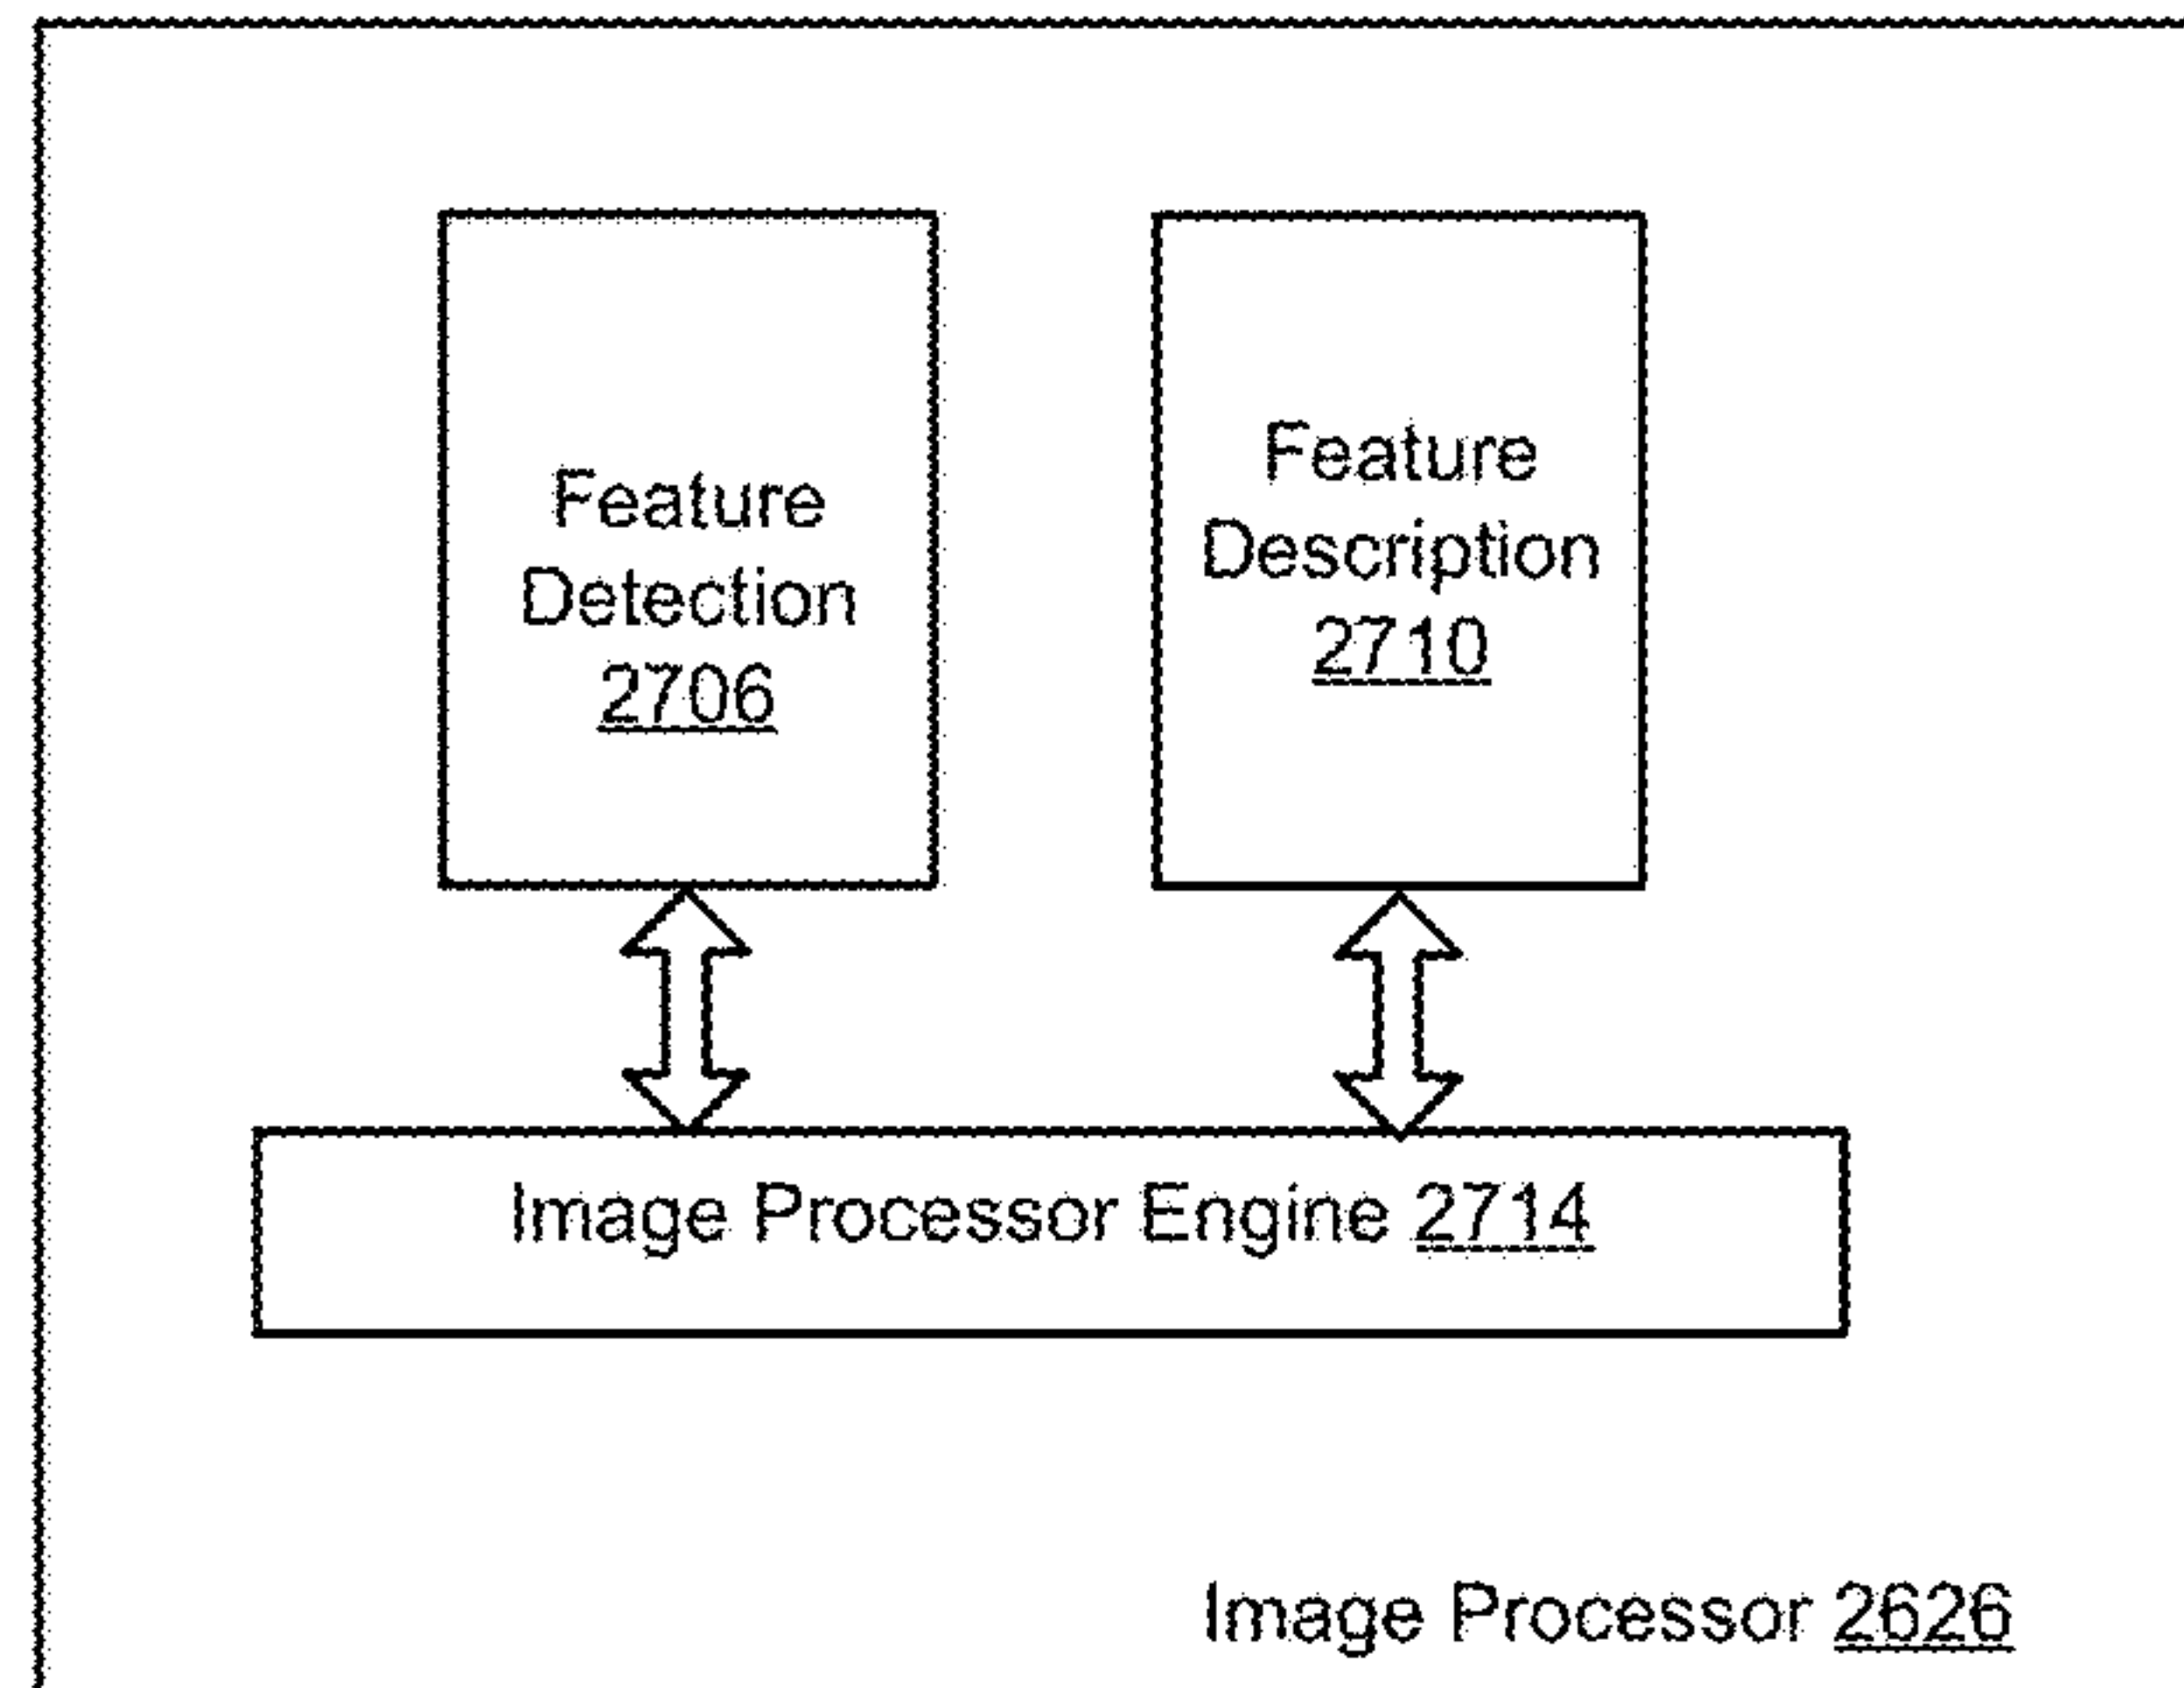 Feature
Detection
2706
Feature
Description
2710
Image Processor Engine 2714
Image Processor 2626